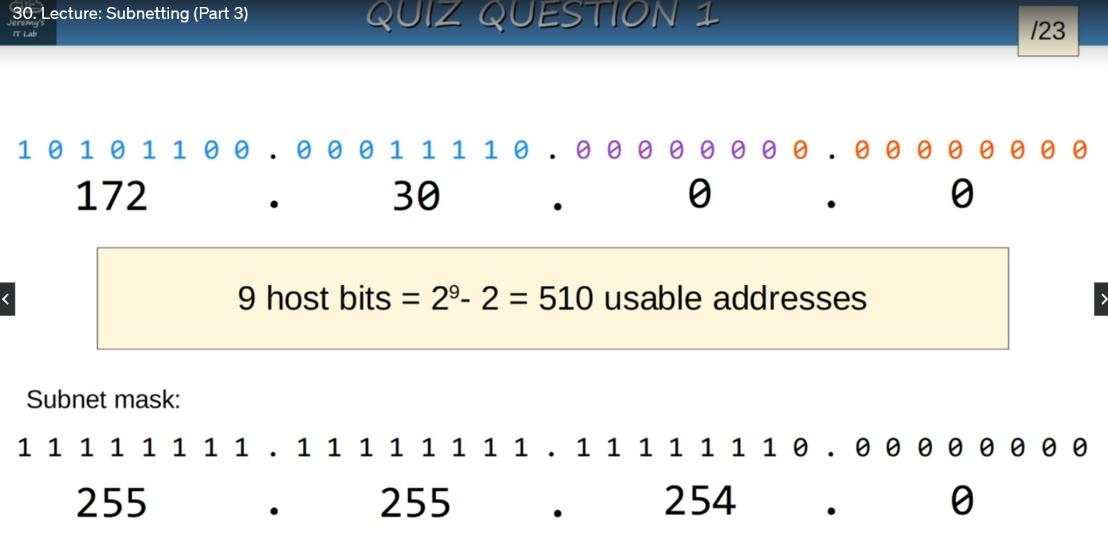 30. Lecture: Subnetting (Part 3)
Jeremy's
IT Lab
QUIZ QUESTION 1
/23
1 0 1 0 1 1 0 0 . 0 0 0 1 1 1 1 0 . 0 0 0 0 0 0 0 0 . 0 0 0 0 0 0 0 0
172 . 30 . 0 . 0
9 host bits = 2⁹- 2 = 510 usable addresses
Subnet mask:
1 1 1 1 1 1 1 1 . 1 1 1 1 1 1 1 1 . 1 1 1 1 1 1 1 0 . 0 0 0 0 0 0 0 0
255 . 255 . 254 . 0